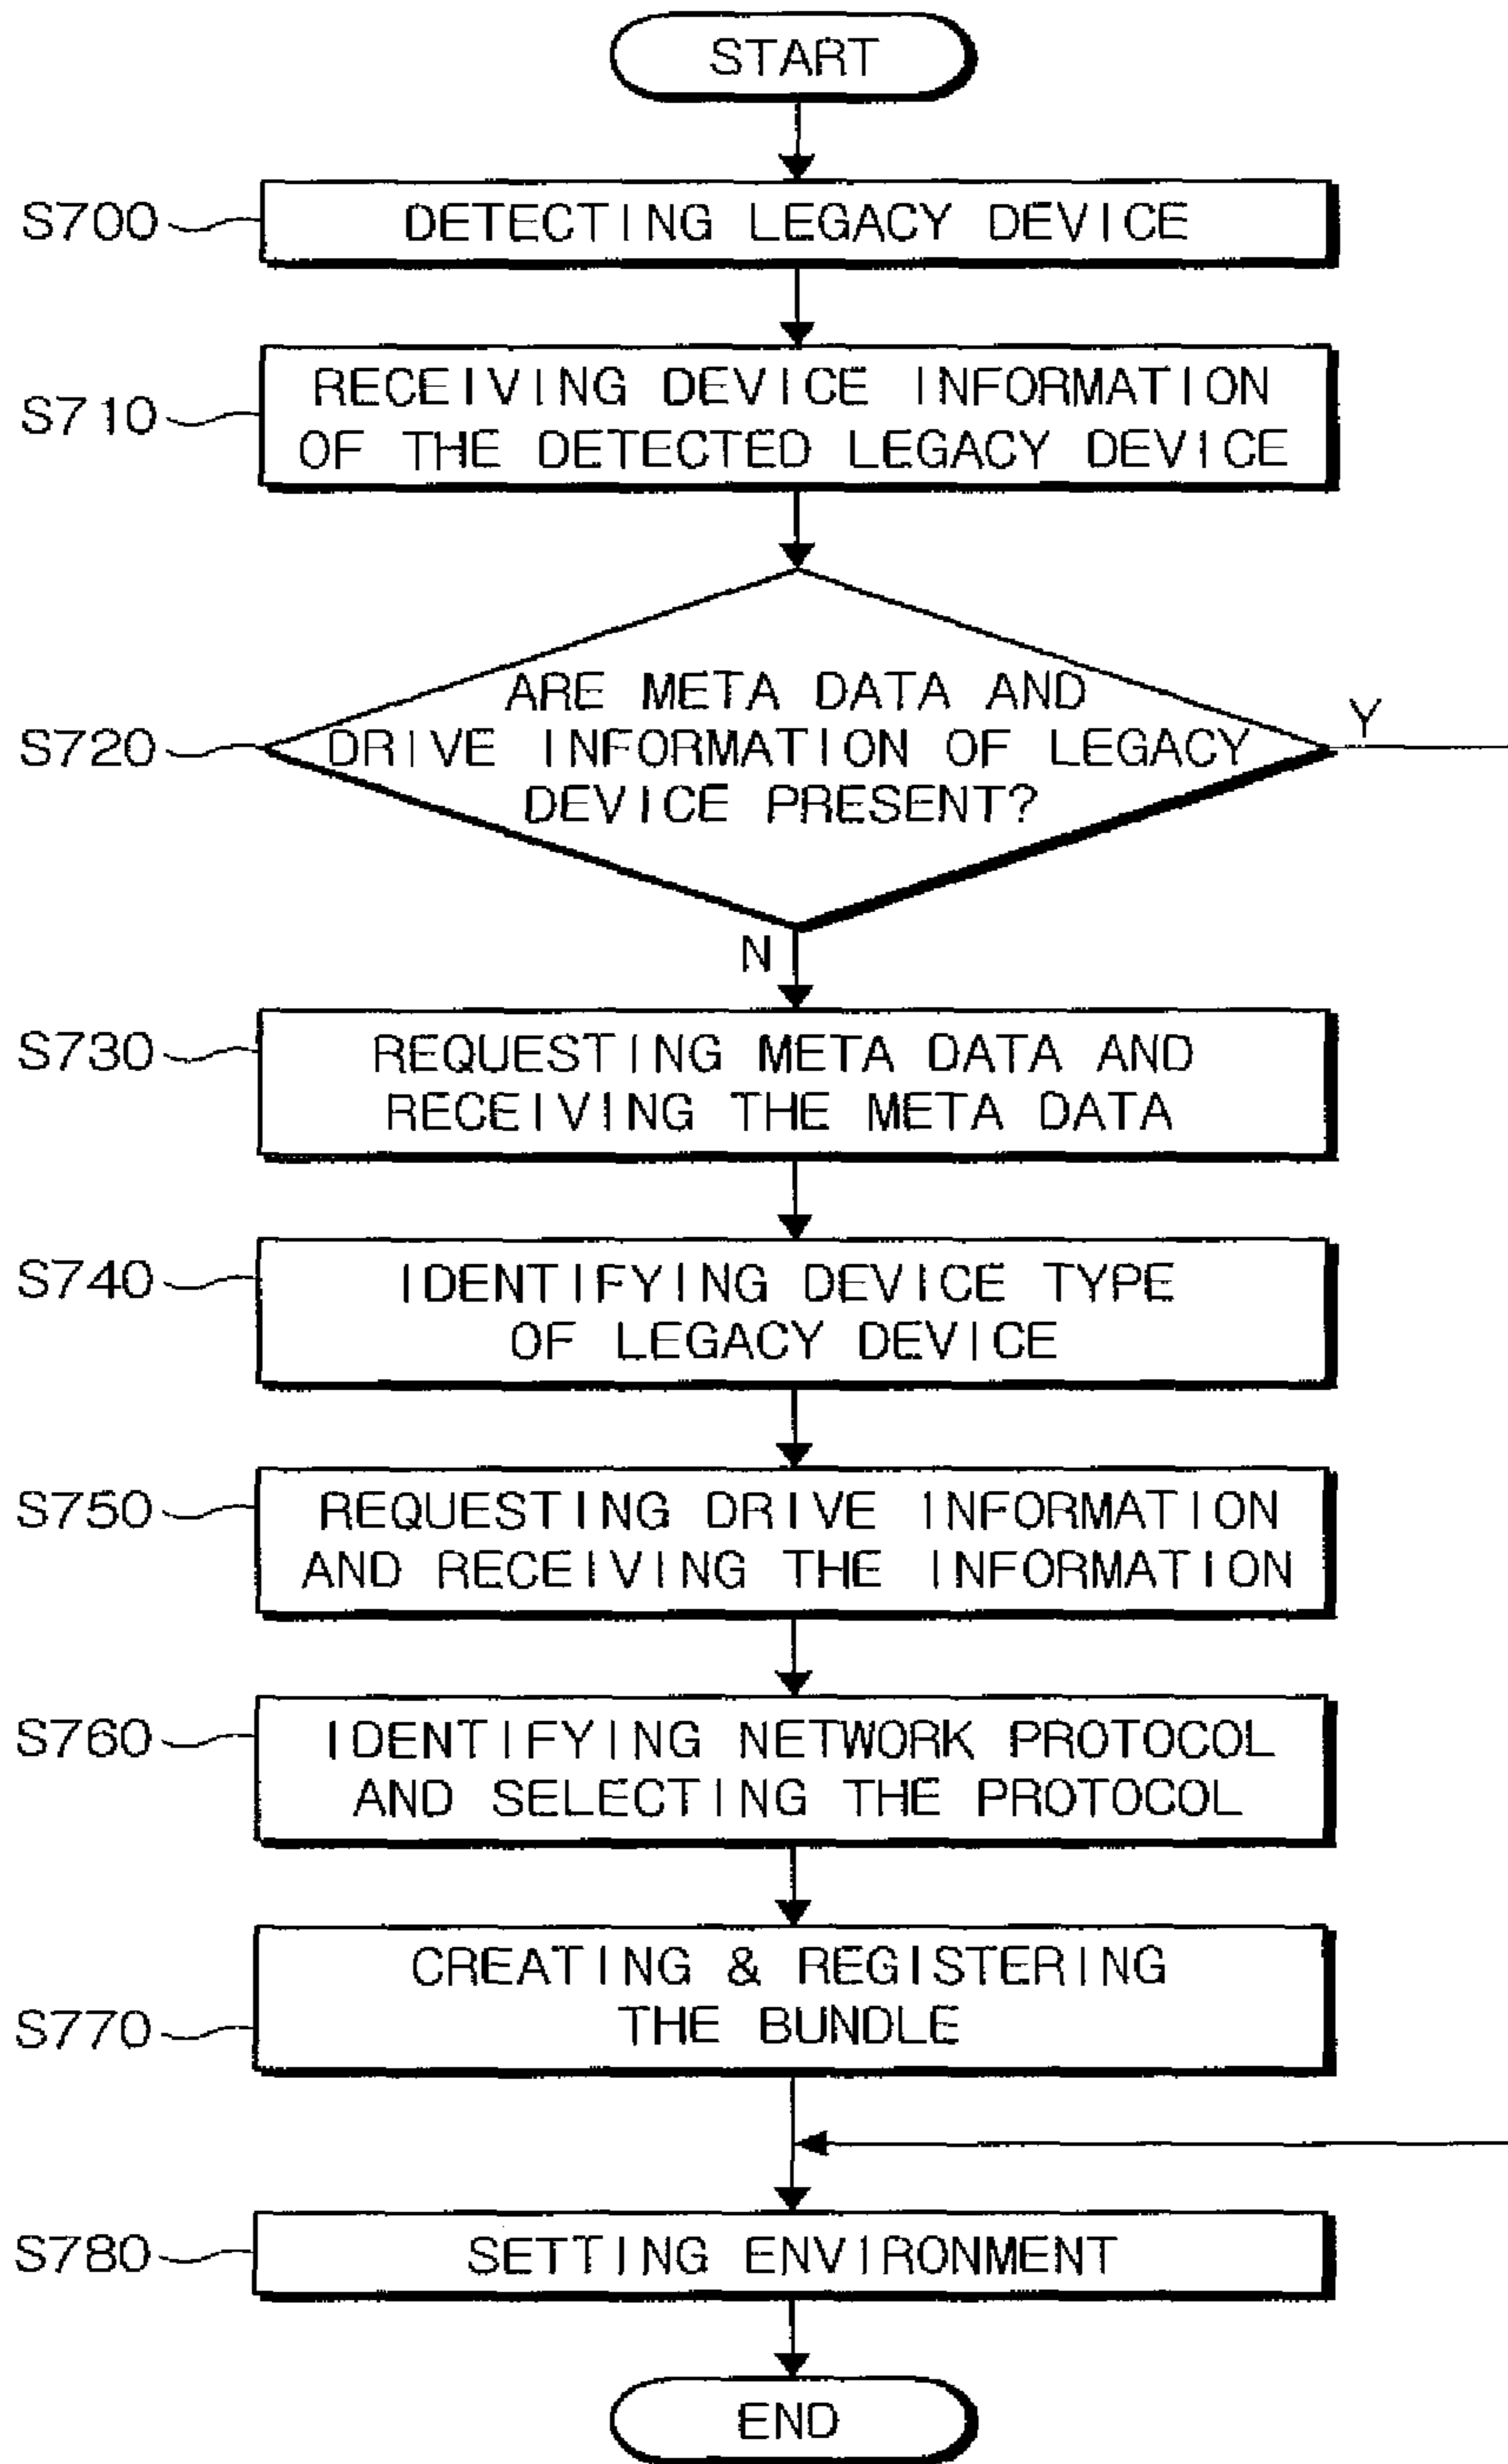 START
S700
DETECTING LEGACY DEVICE
S710
RECEIVING DEVICE INFORMATION
OF THE DETECTED LEGACY DEVICE
S720
ARE META DATA AND
DRIVE INFORMATION OF LEGACY
DEVICE PRESENT?
Y
N
S730
REQUESTING META DATA AND
RECEIVING THE META DATA
S740
IDENTIFYING DEVICE TYPE
OF LEGACY DEVICE
S750
REQUESTING DRIVE INFORMATION
AND RECEIVING THE INFORMATION
S760
IDENTIFYING NETWORK PROTOCOL
AND SELECTING THE PROTOCOL
S770
CREATING & REGISTERING
THE BUNDLE
S780
SETTING ENVIRONMENT
END